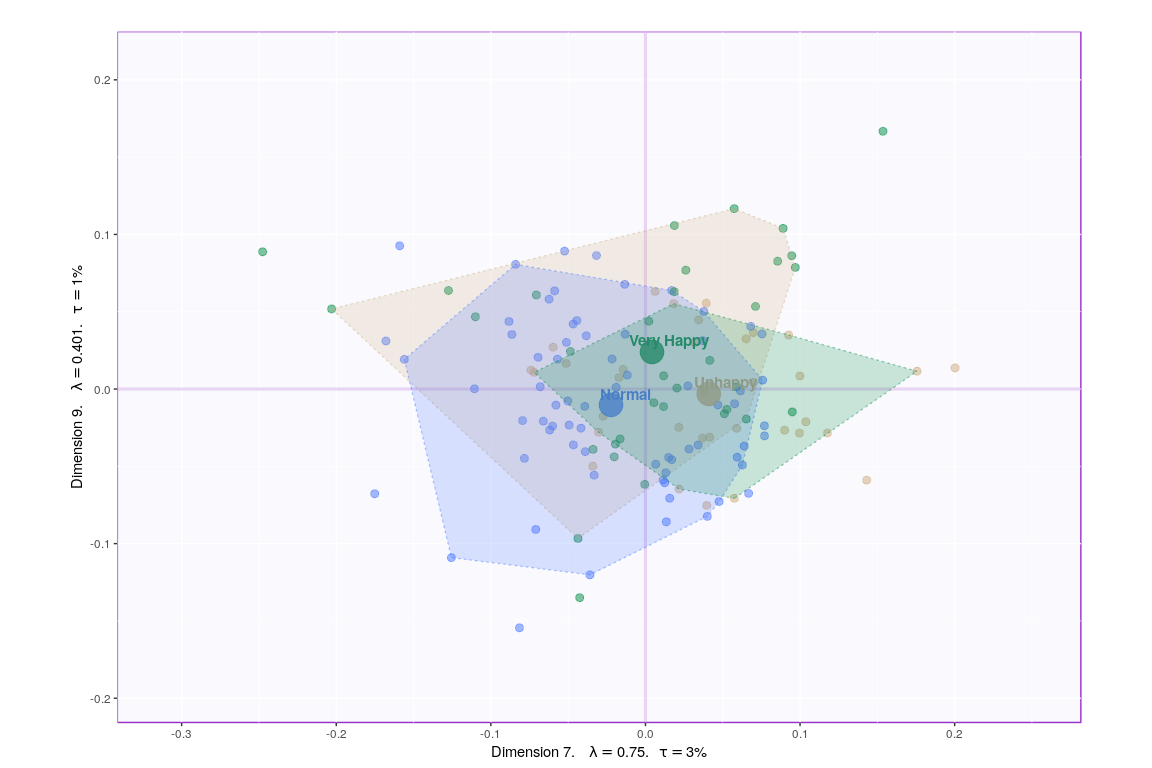 0.2
0.1
0.0
-0.1
-0.2
Dimension 9. λ = 0.401. τ = 1%
Very Happy
Unhappy
Normal
-0.3 -0.2 -0.1 0.0 0.1 0.2
Dimension 7. λ = 0.75. τ = 3%